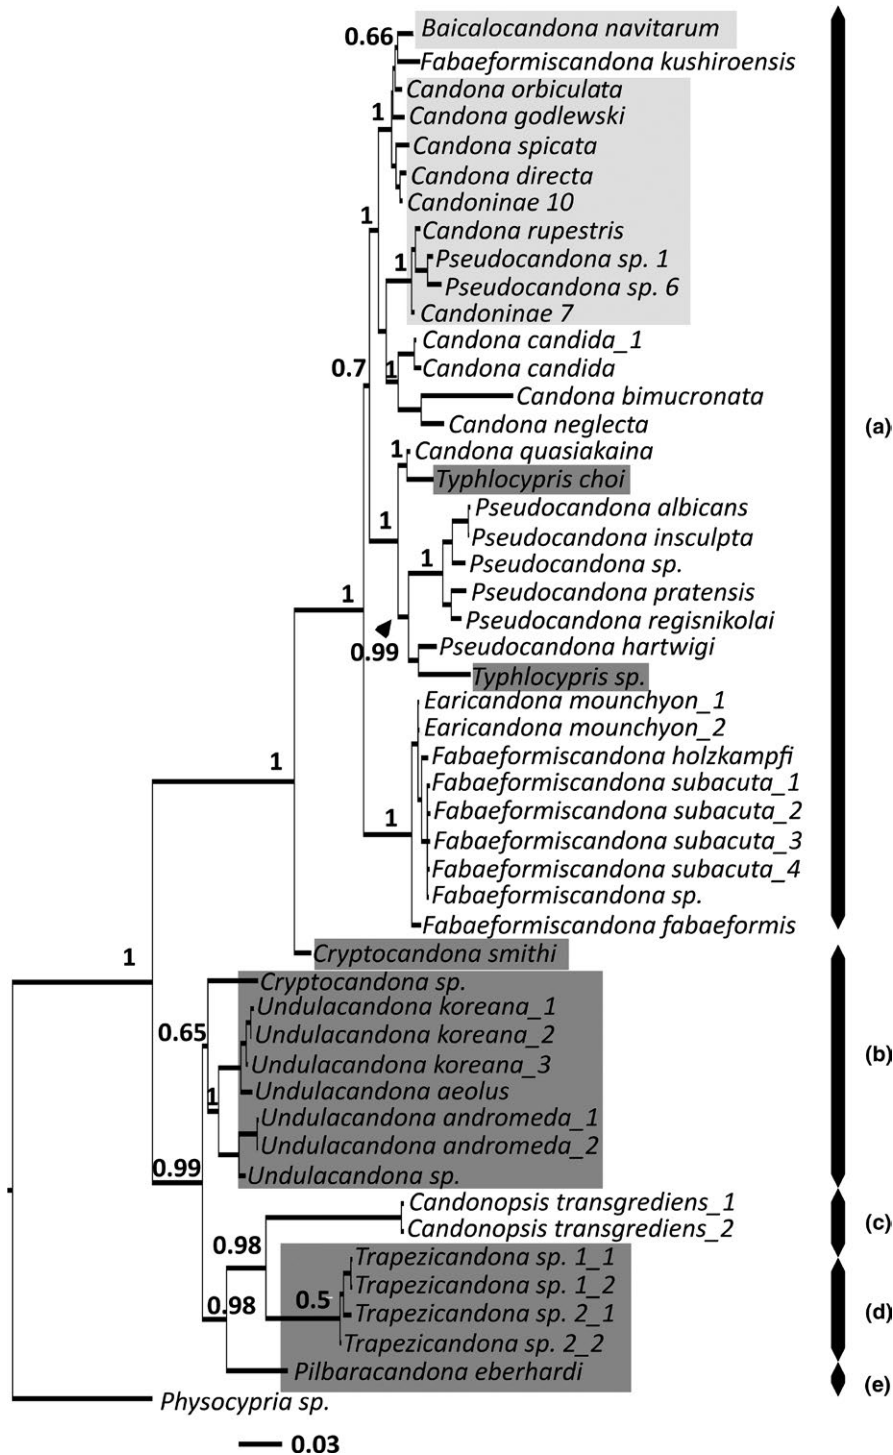 Baicalocandona navitarum
0.66
Fabaeformiscandona kushiroensis
Candona orbiculata
1
Candona godlewski
Candona spicata
Candona directa
Candoninae 10
1
Candona rupestris
Pseudocandona sp. 1
1
Pseudocandona sp. 6
Candoninae 7
Candona candida_1
0.7
1
Candona candida
Candona bimucronata
Candona neglecta
(a)
1
Candona quasiakaina
Typhlocypris choi
Pseudocandona albicans
1
Pseudocandona insculpta
1
Pseudocandona sp.
Pseudocandona pratensis
1
Pseudocandona regisnikolai
0.99
Pseudocandona hartwigi
Typhlocypris sp.
Earicandona mounchyon_1
Earicandona mounchyon_2
Fabaeformiscandona holzkampfi
1
Fabaeformiscandona subacuta_1
Fabaeformiscandona subacuta_2
1
Fabaeformiscandona subacuta_3
Fabaeformiscandona subacuta_4
Fabaeformiscandona sp.
Fabaeformiscandona fabaeformis
1
Cryptocandona smithi
Cryptocandona sp.
Undulacandona koreana_1
0.65
Undulacandona koreana_2
(b)
Undulacandona koreana_3
1
Undulacandona aeolus
Undulacandona andromeda_1
Undulacandona andromeda_2
0.99
Undulacandona sp.
Candonopsis transgrediens_1
(c)
Candonopsis transgrediens_2
0.98
Trapezicandona sp. 1_1
Trapezicandona sp. 1_2
0.98
0.5
Trapezicandona sp. 2_1
(d)
Trapezicandona sp. 2_2
Pilbaracandona eberhardi
(e)
Physocypria sp.
0.03